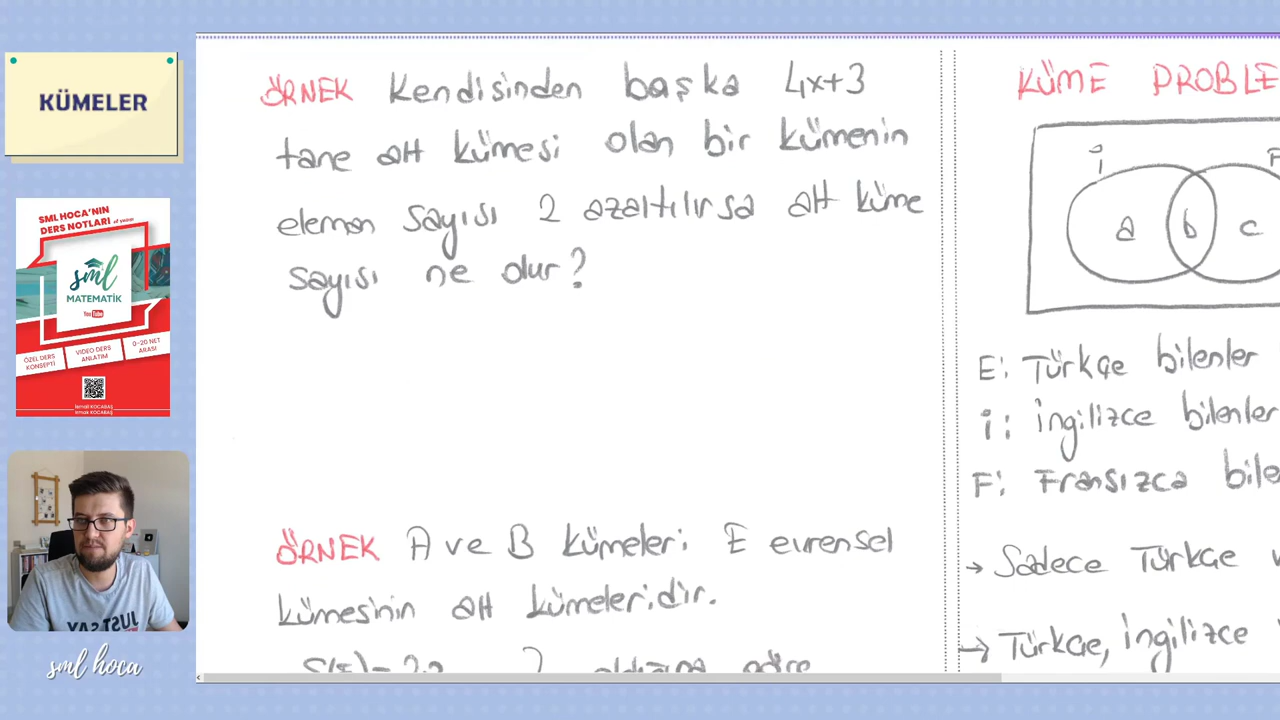 KÜMELER
SML HOCA'NIN
DERS NOTLARI
sml
MATEMATİK
YouTube
ÖZEL DERS
KONSEPTİ
VIDEO DERS
ANLATIM
0-20 NET
ARASI
sml hoca
ÖRNEK Kendisinden başka 4x+3
tane alt kümesi olan bir kümenin
eleman sayısı 2 azaltılırsa alt küme
sayısı ne olur?
ÖRNEK A ve B kümeleri E evrensel
kümesinin alt kümeleridir.
KÜME PROBLE
i
F
a b c
E: Türkçe bilenler
i: ingilizce bilenler
F: Fransızca bile
→ Sadece Türkçe
→ Türkçe, ingilizce